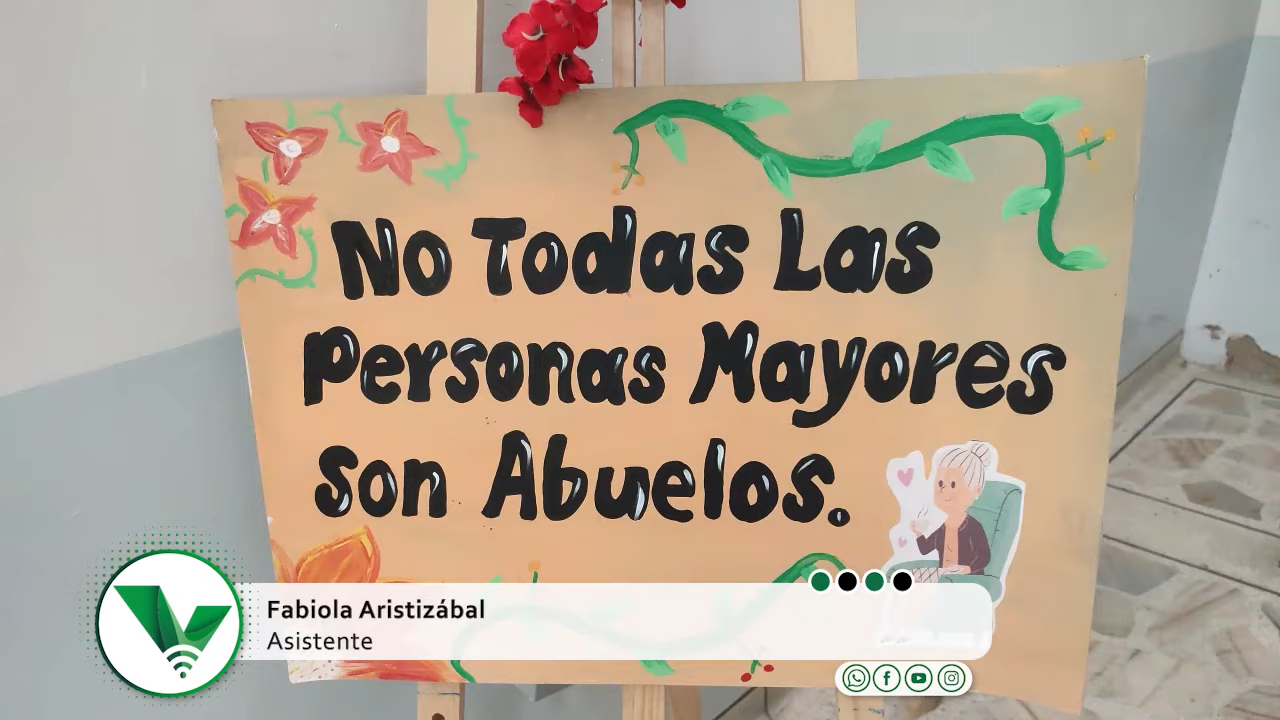 No Todas Las
Personas Mayores
son Abuelos.
Fabiola Aristizábal
Asistente